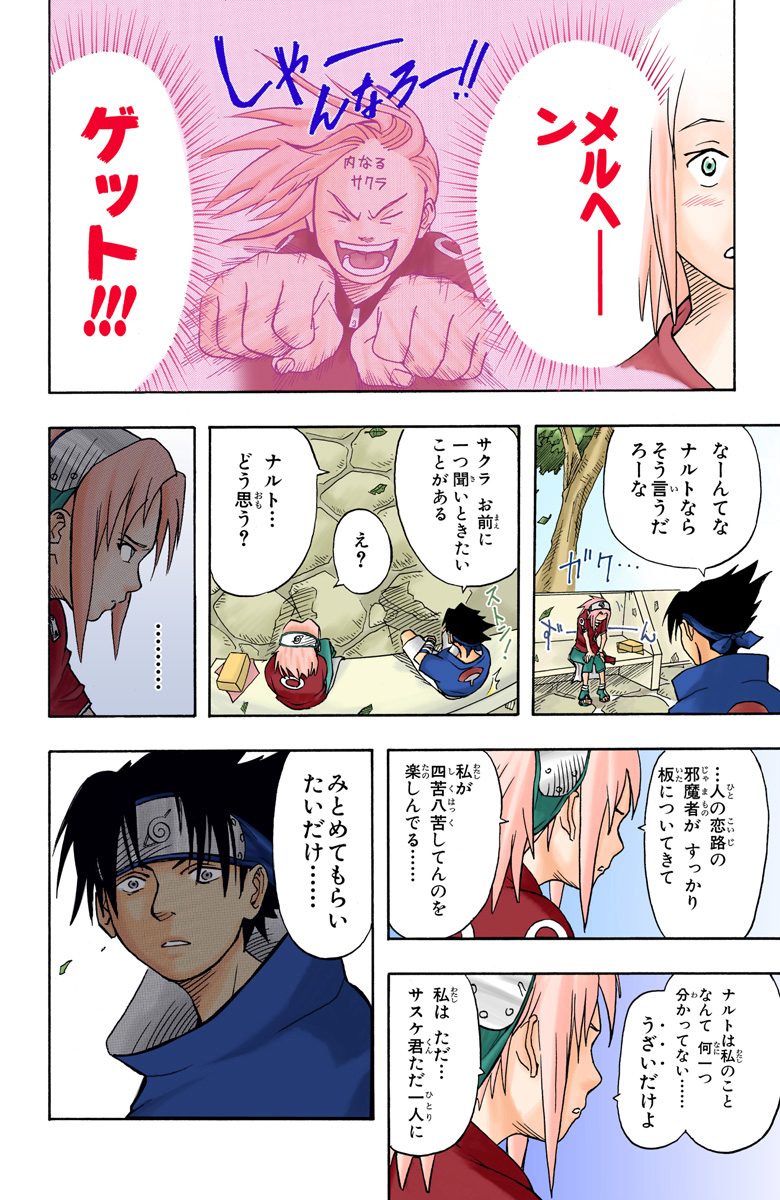 メルヘーン
しゃーんなろー!!
内なる
サクラ
ゲット!!!
なーんてな
ナルトなら
そう言うだ
ろーな
ガク…
ずーーん
サクラ お前に
一つ聞いときたい
ことがある
え?
ストン!
ナルト…
どう思う?
………
…人の恋路の
邪魔者が すっかり
板についてきて
私が
四苦八苦してんのを
楽しんでる……
ナルトは私のこと
なんて 何一つ
分かってない……
うざいだけよ
私は ただ…
サスケ君ただ一人に
みとめてもらい
たいだけ……